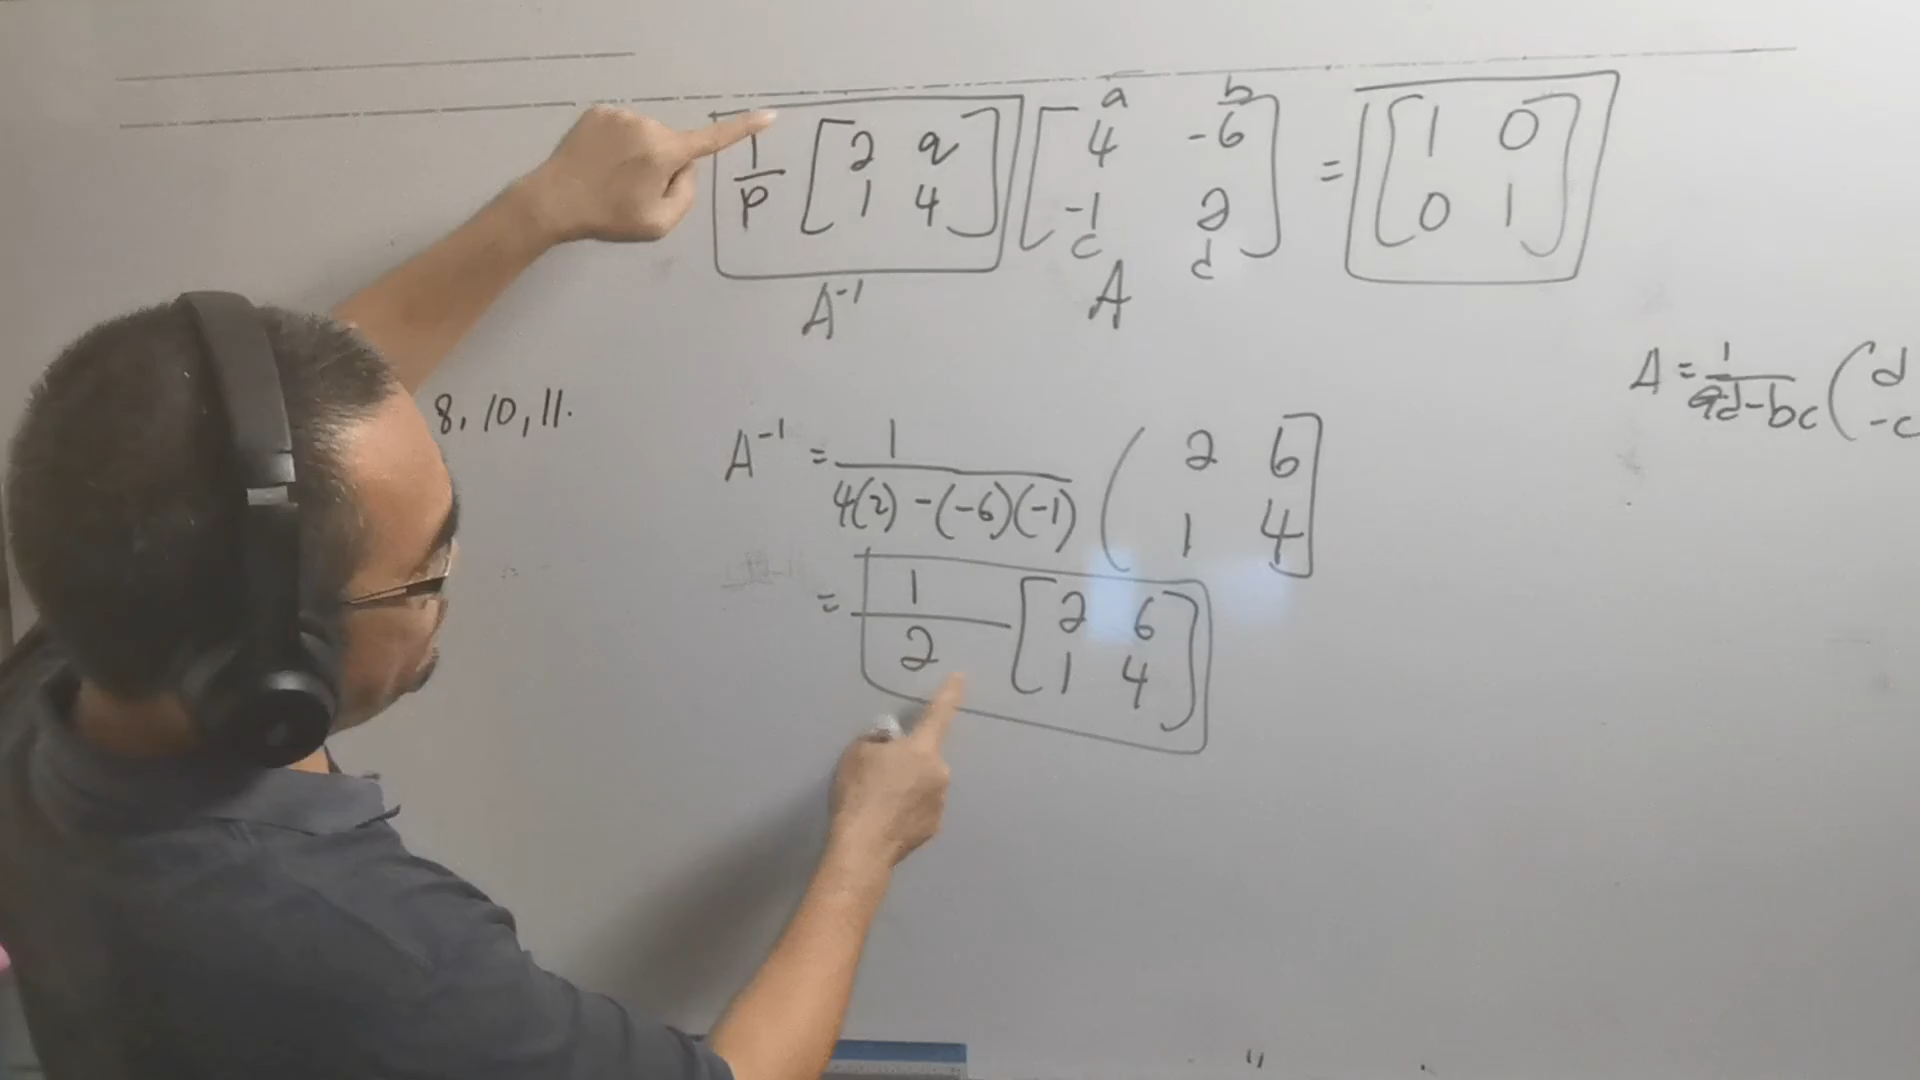 a b
1/p [2 q 1 4] [4 -6 -1 2] = [1 0 0 1]
c d
A⁻¹ A
A = 1/ad-bc ( d -c
8, 10, 11.
A⁻¹ = 1/4(2) - (-6)(-1) ( 2 6 1 4 ]
= 1/2 [2 6 1 4]